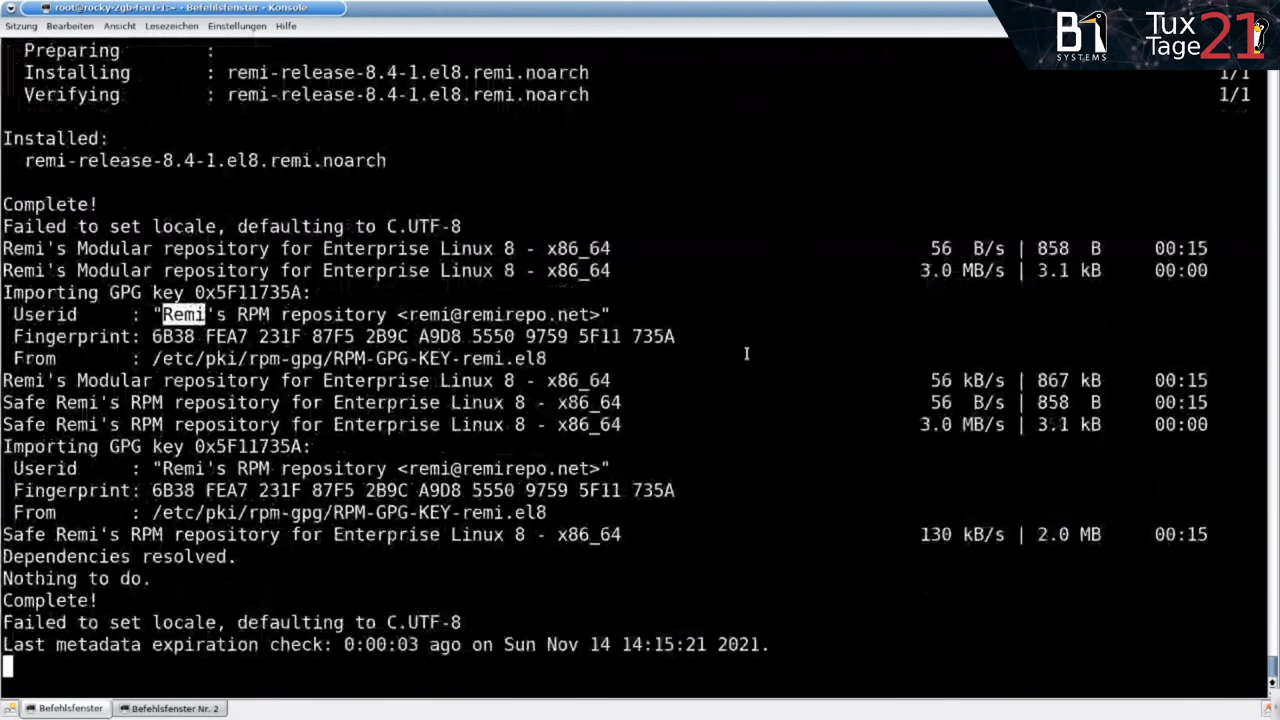 root@rocky-2gb-fsn1-1:~ - Befehlsfenster - Konsole
Sitzung Bearbeiten Ansicht Lesezeichen Einstellungen Hilfe
B1 SYSTEMS
Tux Tage 21
Preparing :
Installing : remi-release-8.4-1.el8.remi.noarch 1/1
Verifying : remi-release-8.4-1.el8.remi.noarch 1/1
Installed:
remi-release-8.4-1.el8.remi.noarch
Complete!
Failed to set locale, defaulting to C.UTF-8
Remi's Modular repository for Enterprise Linux 8 - x86_64 56 B/s | 858 B 00:15
Remi's Modular repository for Enterprise Linux 8 - x86_64 3.0 MB/s | 3.1 kB 00:00
Importing GPG key 0x5F11735A:
Userid : "Remi's RPM repository <remi@remirepo.net>"
Fingerprint: 6B38 FEA7 231F 87F5 2B9C A9D8 5550 9759 5F11 735A
From : /etc/pki/rpm-gpg/RPM-GPG-KEY-remi.el8
Remi's Modular repository for Enterprise Linux 8 - x86_64 56 kB/s | 867 kB 00:15
Safe Remi's RPM repository for Enterprise Linux 8 - x86_64 56 B/s | 858 B 00:15
Safe Remi's RPM repository for Enterprise Linux 8 - x86_64 3.0 MB/s | 3.1 kB 00:00
Importing GPG key 0x5F11735A:
Userid : "Remi's RPM repository <remi@remirepo.net>"
Fingerprint: 6B38 FEA7 231F 87F5 2B9C A9D8 5550 9759 5F11 735A
From : /etc/pki/rpm-gpg/RPM-GPG-KEY-remi.el8
Safe Remi's RPM repository for Enterprise Linux 8 - x86_64 130 kB/s | 2.0 MB 00:15
Dependencies resolved.
Nothing to do.
Complete!
Failed to set locale, defaulting to C.UTF-8
Last metadata expiration check: 0:00:03 ago on Sun Nov 14 14:15:21 2021.
Befehlsfenster Befehlsfenster Nr. 2